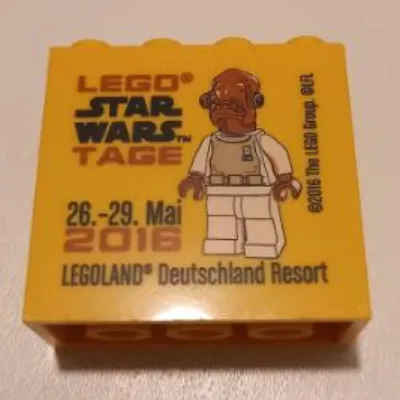 LEGO®
STAR
WARS™
TAGE
26.-29. Mai
2016
LEGOLAND® Deutschland Resort
©2016 The LEGO Group. ©LFL